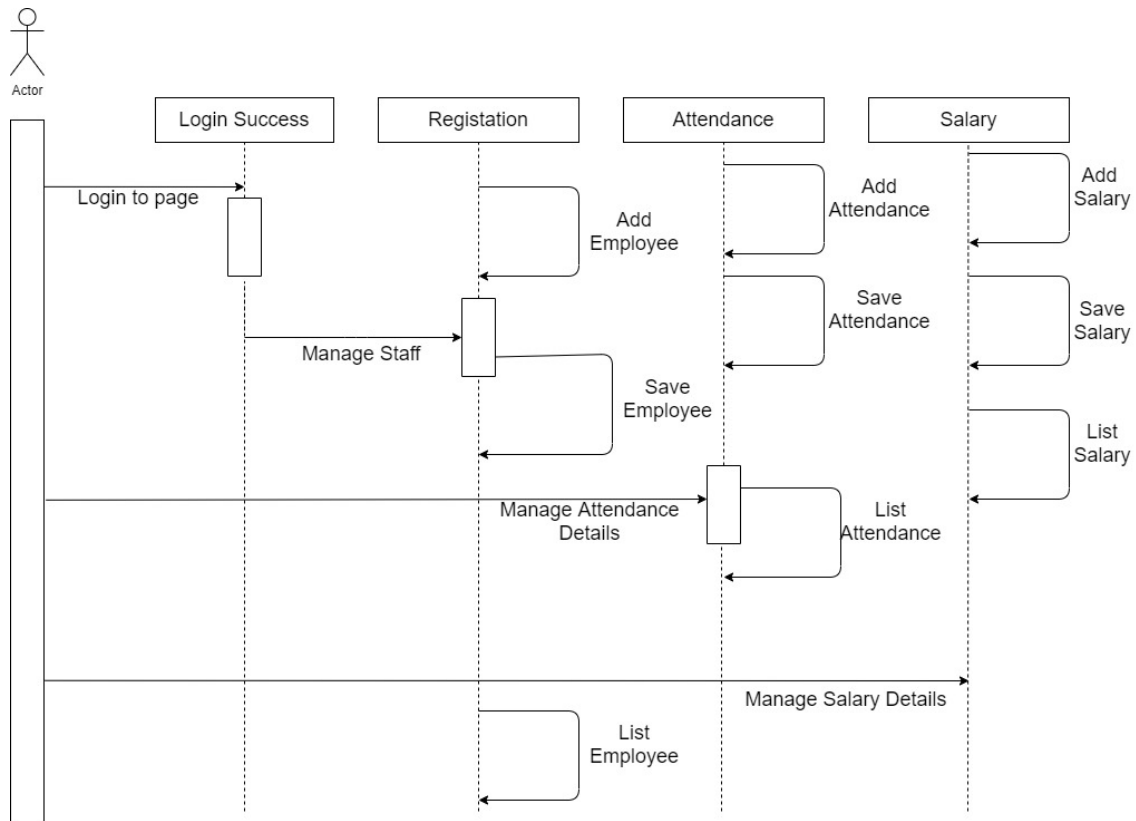 Actor
Login Success
Registation
Attendance
Salary
Login to page
Add
Employee
Add
Attendance
Add
Salary
Manage Staff
Save
Attendance
Save
Salary
Save
Employee
List
Salary
Manage Attendance
Details
List
Attendance
Manage Salary Details
List
Employee